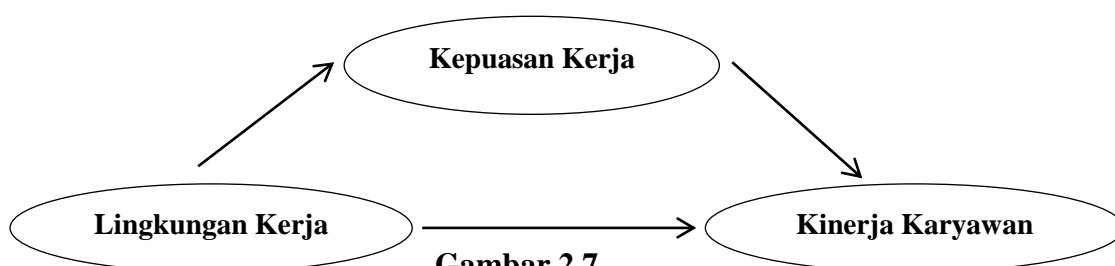 Kepuasan Kerja
Lingkungan Kerja
Kinerja Karyawan
Gambar 2.7